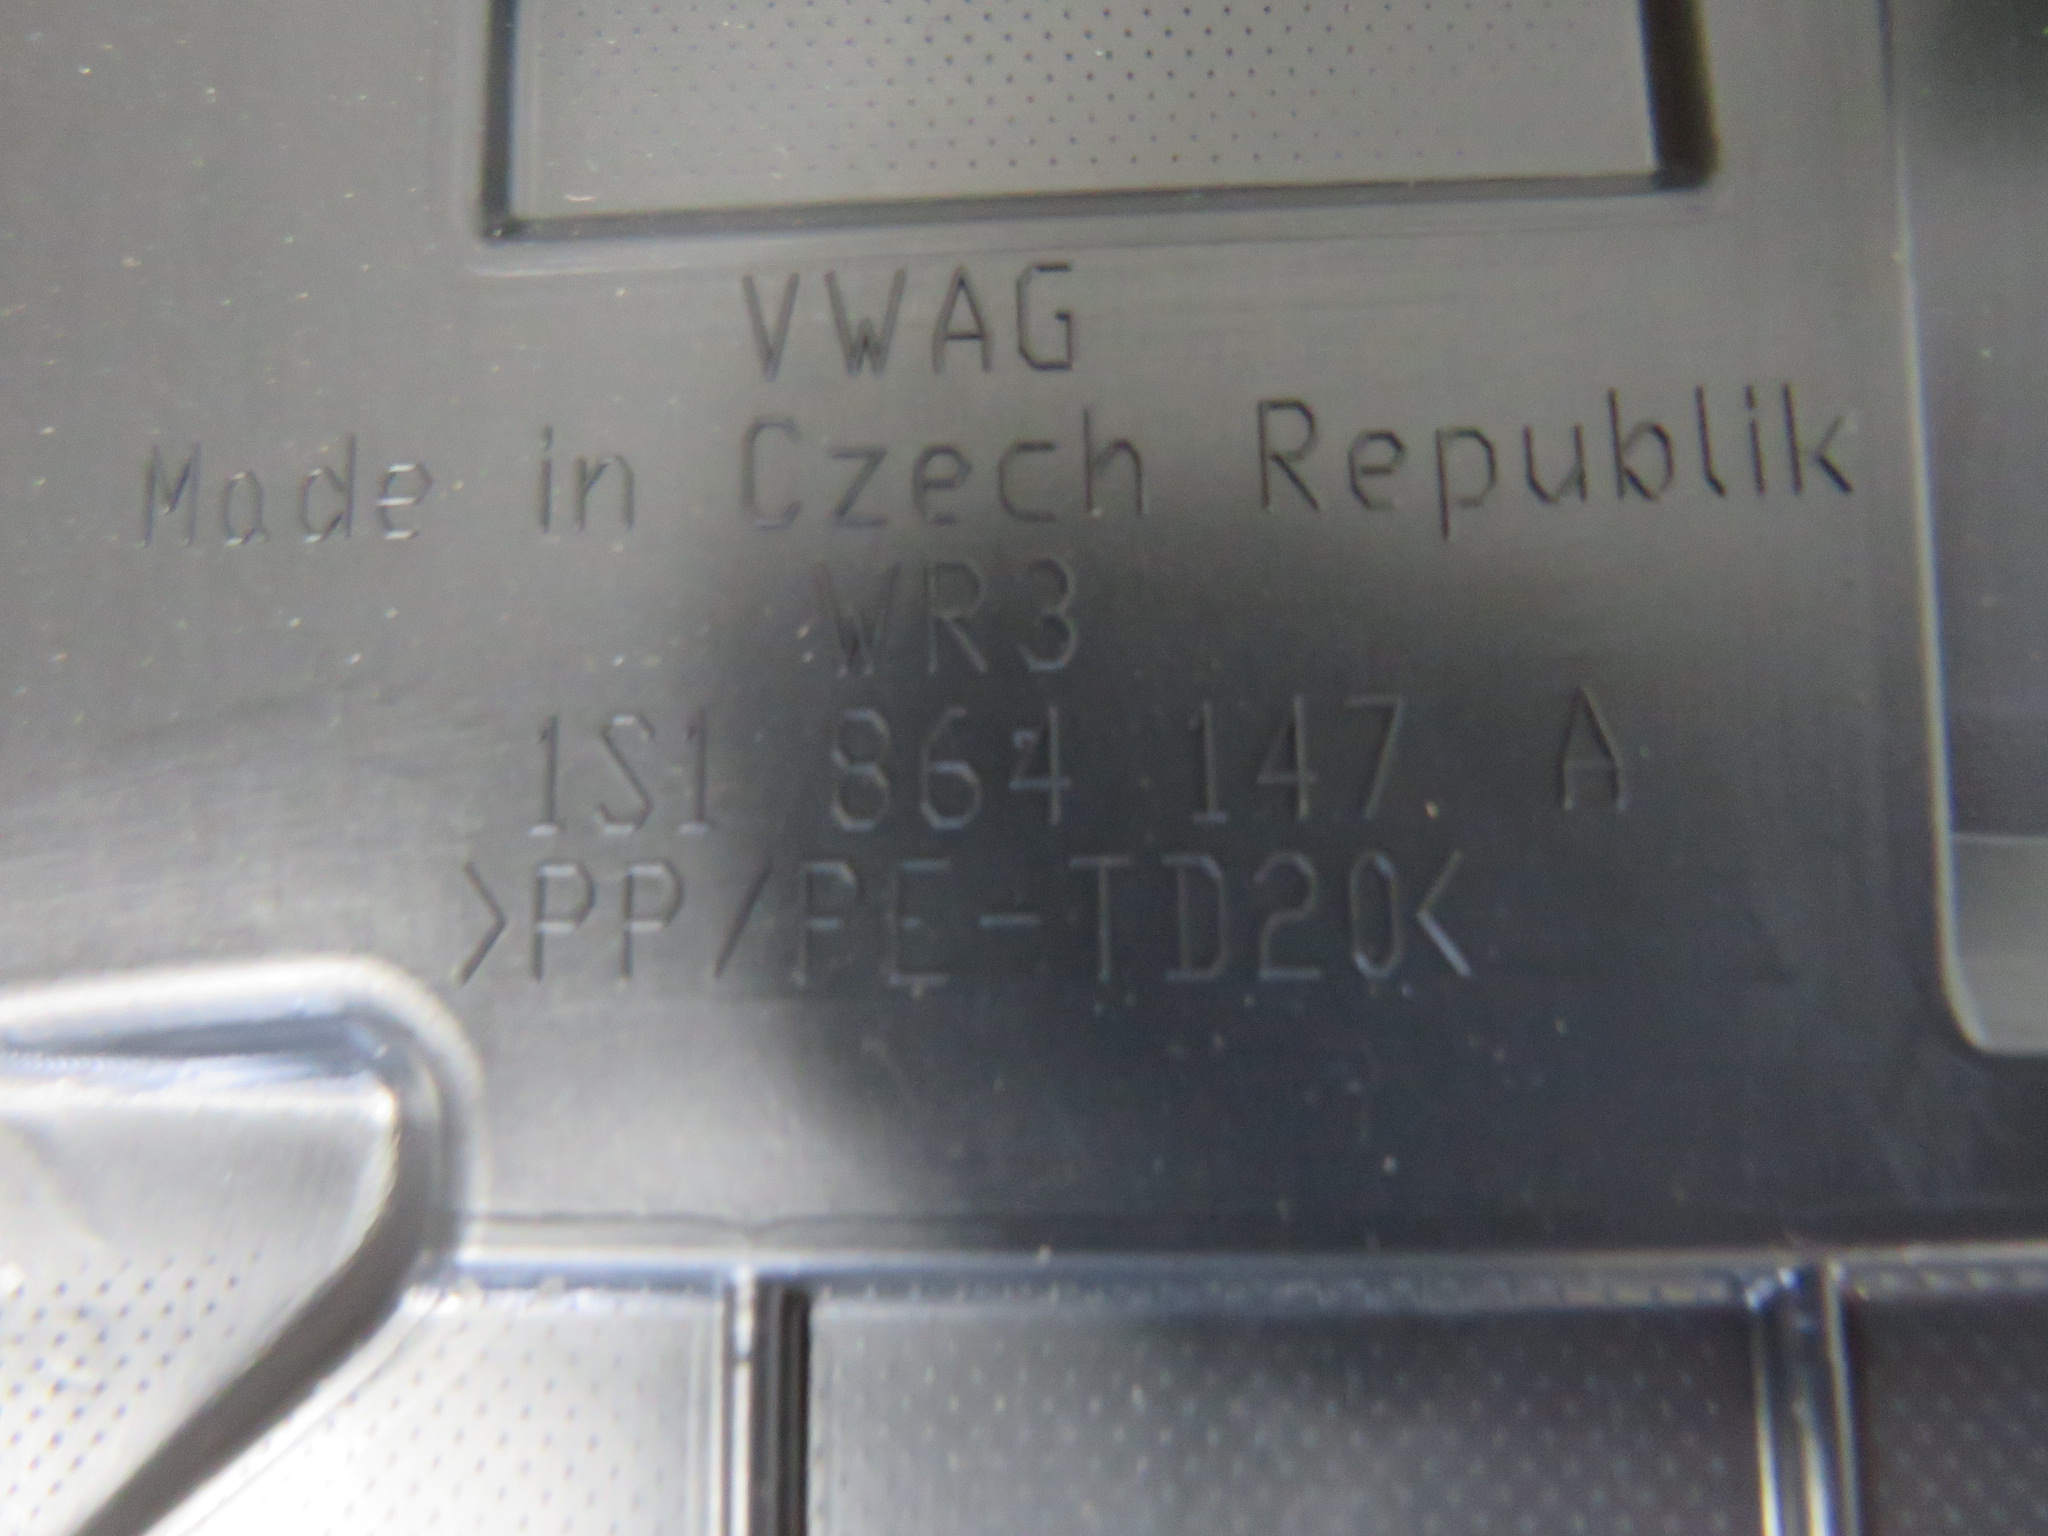 VWAG
Made in Czech Republik
WR3
1S1 864 147 A
>PP/PE-TD20<